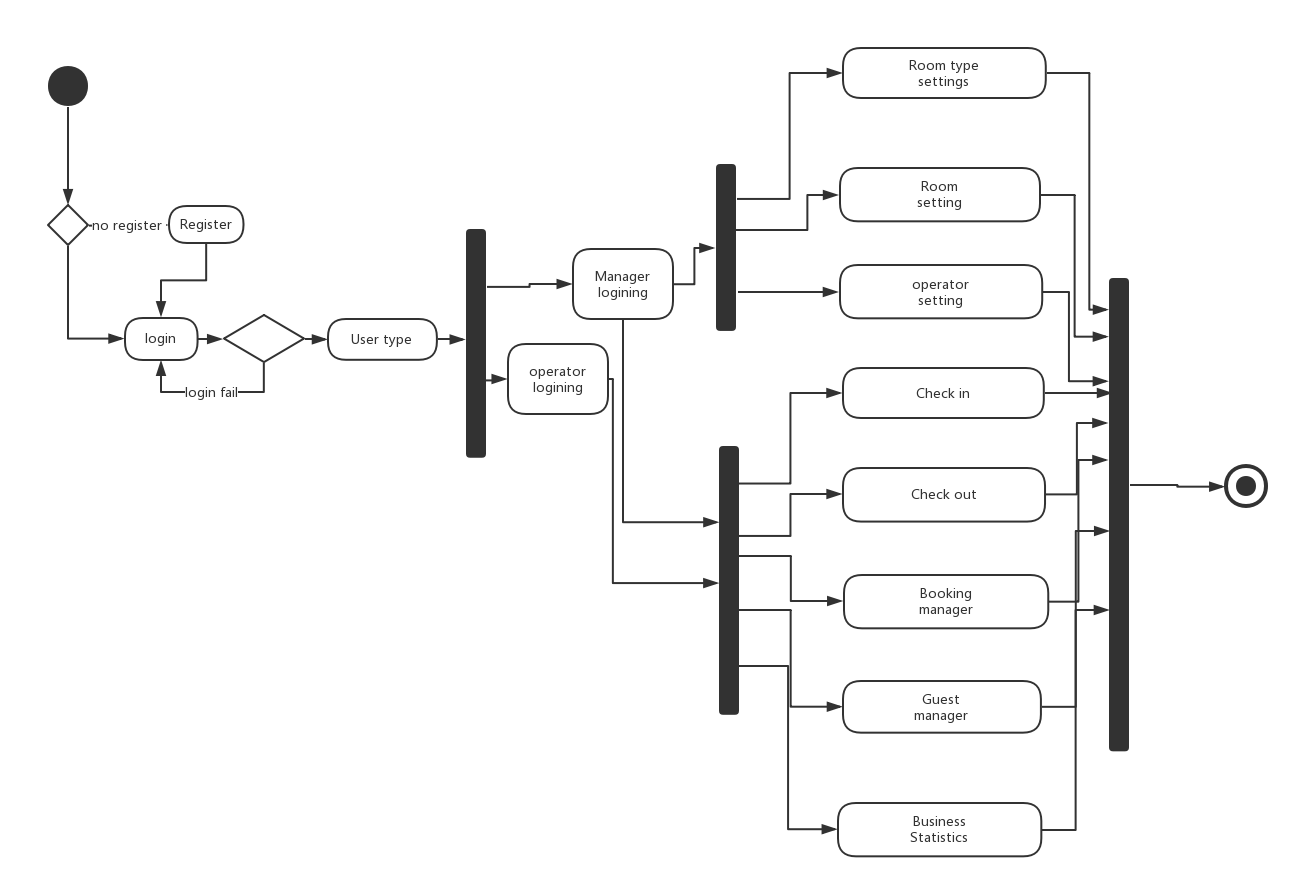 Room type
settings
Room
setting
no register
Register
Manager
logining
operator
setting
login
User type
operator
logining
login fail
Check in
Check out
Booking
manager
Guest
manager
Business
Statistics